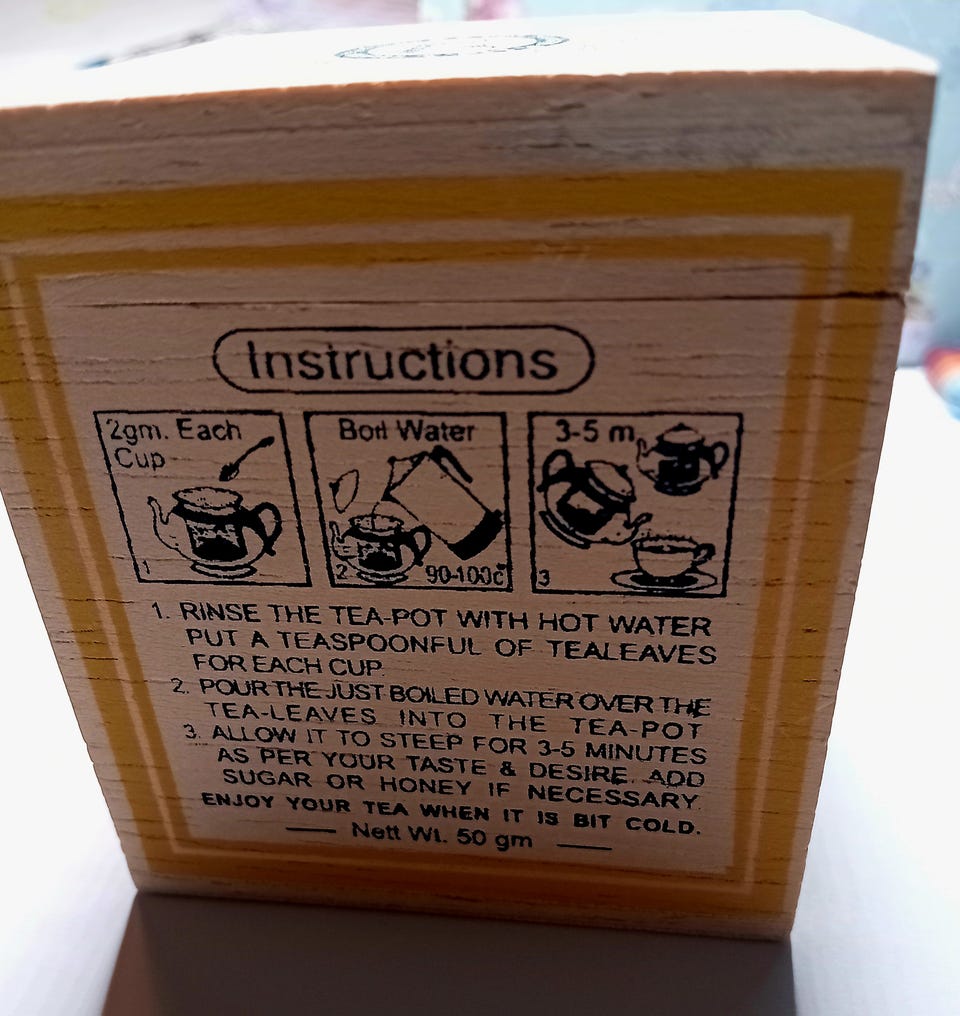 Instructions
2gm. Each
Cup
1
Boil Water
2
90-100c
3-5 m
3
1. RINSE THE TEA-POT WITH HOT WATER
PUT A TEASPOONFUL OF TEALEAVES
FOR EACH CUP.
2. POUR THE JUST BOILED WATER OVER THE
TEA-LEAVES INTO THE TEA-POT
3. ALLOW IT TO STEEP FOR 3-5 MINUTES
AS PER YOUR TASTE & DESIRE. ADD
SUGAR OR HONEY IF NECESSARY.
ENJOY YOUR TEA WHEN IT IS BIT COLD.
Nett Wt. 50 gm